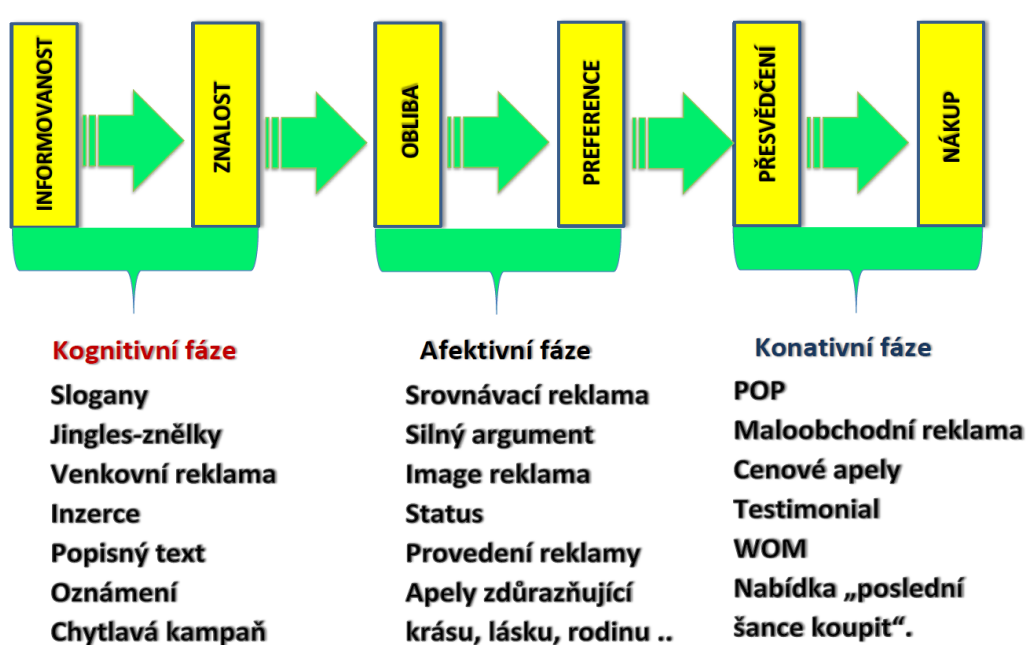 INFORMOVANOST
ZNALOST
OBLIBA
PREFERENCE
PŘESVĚDČENÍ
NÁKUP
Kognitivní fáze
Slogany
Jingles-znělky
Venkovní reklama
Inzerce
Popisný text
Oznámení
Chytlavá kampaň
Afektivní fáze
Srovnávací reklama
Silný argument
Image reklama
Status
Provedení reklamy
Apely zdůrazňující
krásu, lásku, rodinu ..
Konativní fáze
POP
Maloobchodní reklama
Cenové apely
Testimonial
WOM
Nabídka „poslední
šance koupit“.